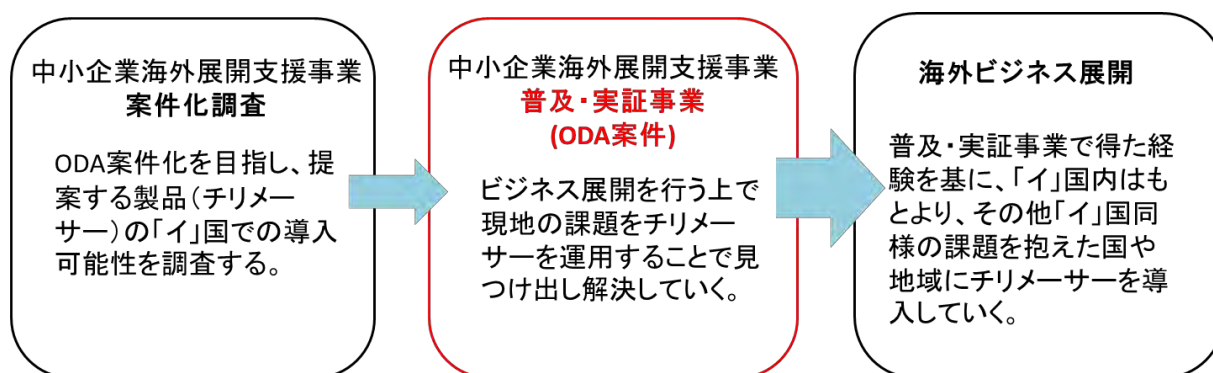 中小企業海外展開支援事業
案件化調査
ODA案件化を目指し、提
案する製品(チリメー
サー)の「イ」国での導入
可能性を調査する。
中小企業海外展開支援事業
普及・実証事業
(ODA案件)
ビジネス展開を行う上で
現地の課題をチリメー
サーを運用することで見
つけ出し解決していく。
海外ビジネス展開
普及・実証事業で得た経
験を基に、「イ」国内はも
とより、その他「イ」国同
様の課題を抱えた国や
地域にチリメーサーを導
入していく。